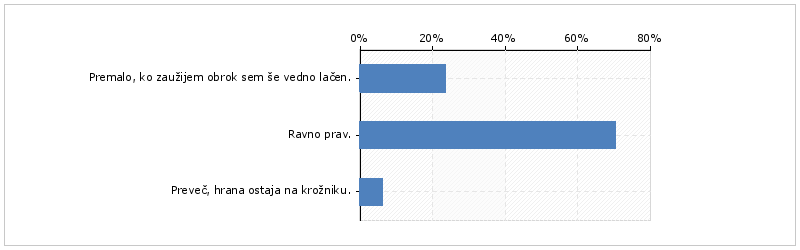 0% 20% 40% 60% 80%
Premalo, ko zaužijem obrok sem še vedno lačen.
Ravno prav.
Preveč, hrana ostaja na krožniku.